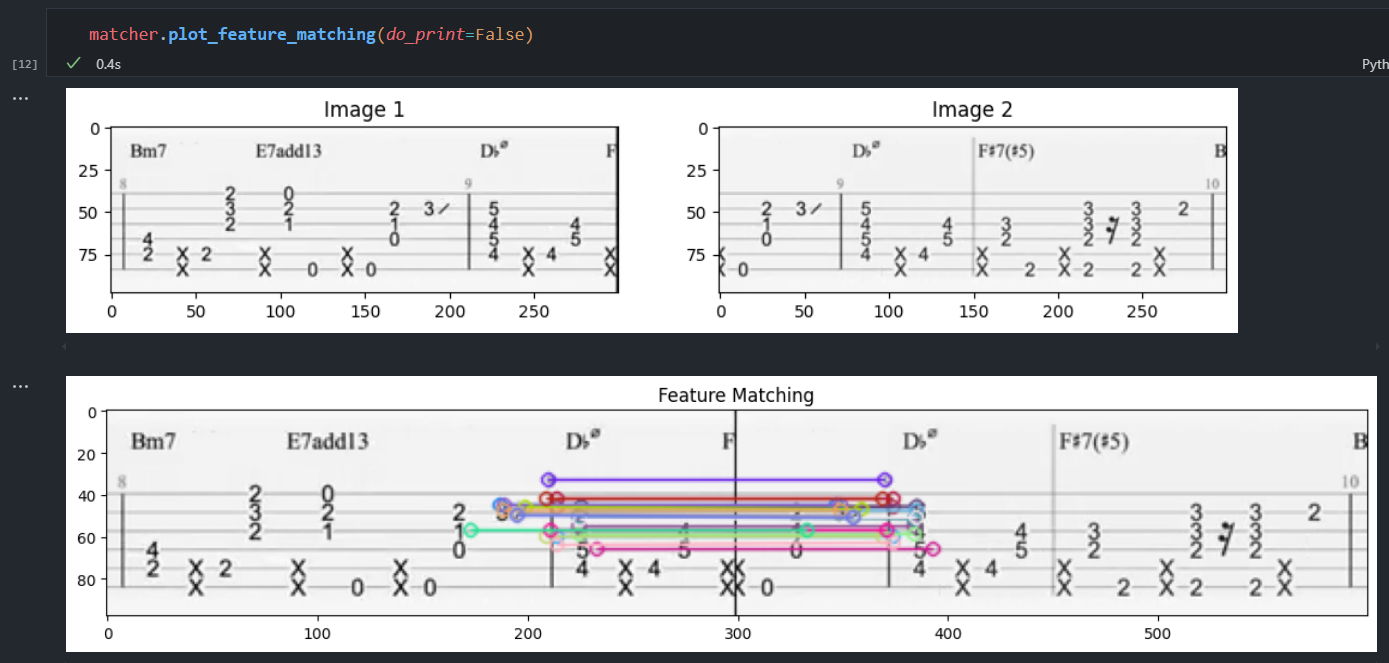 matcher.plot_feature_matching(do_print=False)
[12] 0.4s Pyth
...
Image 1 Image 2
0 0
Bm7 E7add13 D♭ø F D♭ø F♯7(♯5) B
25 25
8 9 9 10
2 0
50 3 2 2 3 5 50 2 3 5 3 3 2
2 1 1 4 4 1 4 4 3 3 3
4 0 5 5 0 5 5 2 2 2
75 2 X 2 X X 4 X 4 X 75 X 4 X 4 X X X
X X 0 X 0 X X X 0 X X 2 X 2 2 X
0 50 100 150 200 250 0 50 100 150 200 250
...
Feature Matching
0
Bm7 E7add13 D♭ø F D♭ø F♯7(♯5) B
20
8 10
40 2 0
3 2 2 3 3 2
60 2 1 1 4 4 3 3 3
4 0 5 5 0 5 5 2 2 2
80 2 X 2 X X 4 X 4 X X 4 X 4 X X X
X X 0 X 0 X X X 0 X X 2 X 2 2 X
0 100 200 300 400 500